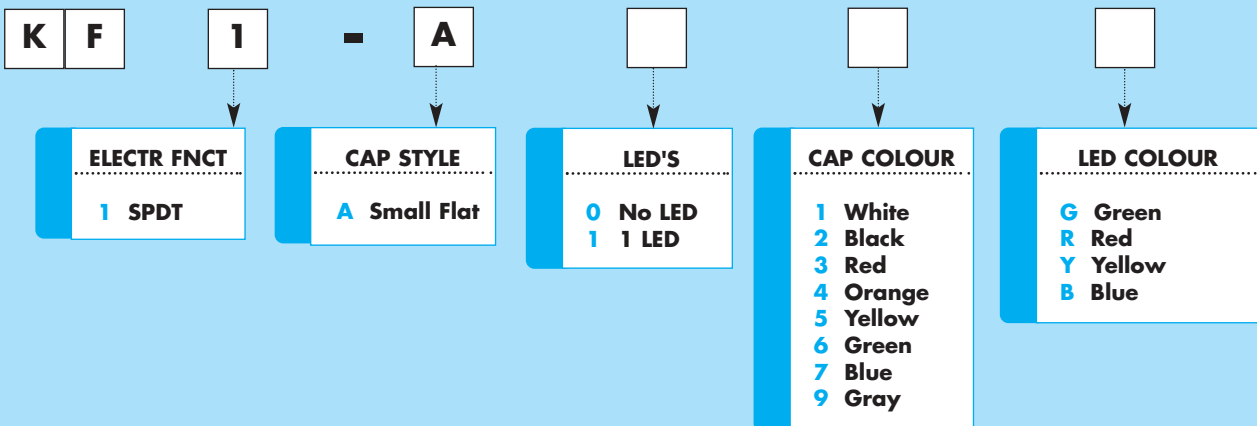 K F 1 - A
ELECTR FNCT
1 SPDT
CAP STYLE
A Small Flat
LED'S
0 No LED
1 1 LED
CAP COLOUR
1 White
2 Black
3 Red
4 Orange
5 Yellow
6 Green
7 Blue
9 Gray
LED COLOUR
G Green
R Red
Y Yellow
B Blue